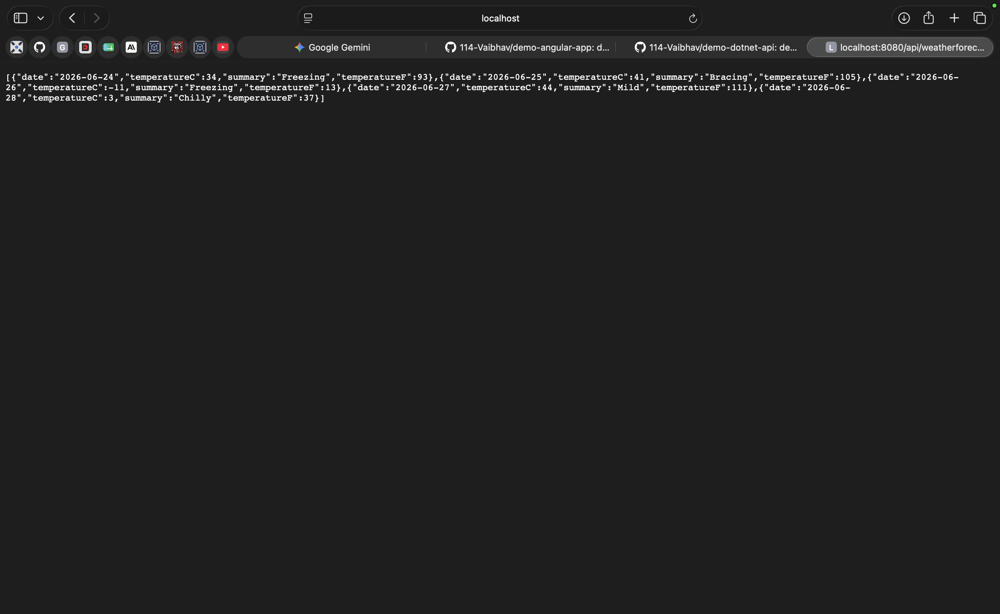 localhost
G
A\
Google Gemini
114-Vaibhav/demo-angular-app: d...
114-Vaibhav/demo-dotnet-api: de...
L
localhost:8080/api/weatherforec...
[{"date":"2026-06-24","temperatureC":34,"summary":"Freezing","temperatureF":93},{"date":"2026-06-25","temperatureC":41,"summary":"Bracing","temperatureF":105},{"date":"2026-06-
26","temperatureC":-11,"summary":"Freezing","temperatureF":13},{"date":"2026-06-27","temperatureC":44,"summary":"Mild","temperatureF":111},{"date":"2026-06-
28","temperatureC":3,"summary":"Chilly","temperatureF":37}]